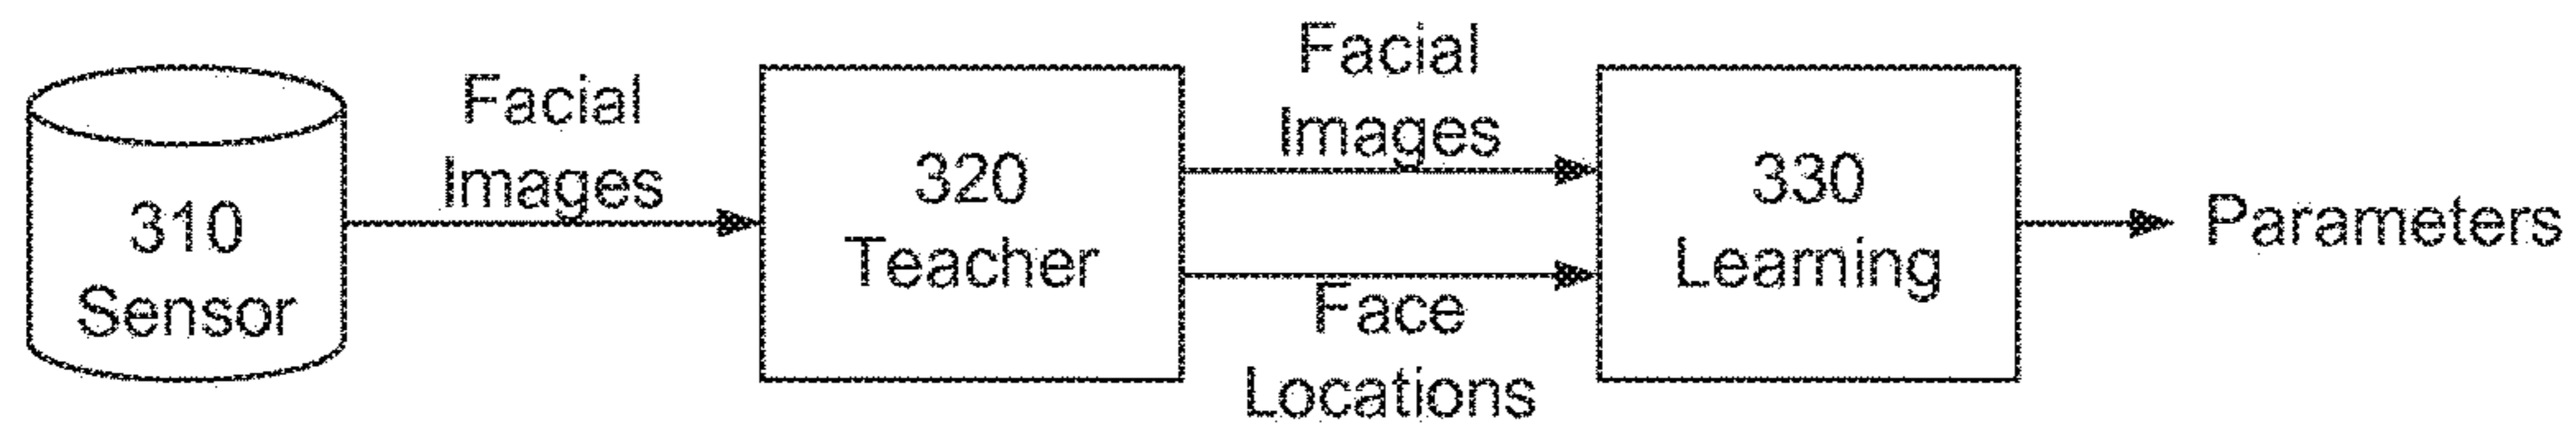 310
Sensor
Facial
Images
320
Teacher
Facial
Images
Face
Locations
330
Learning
Parameters